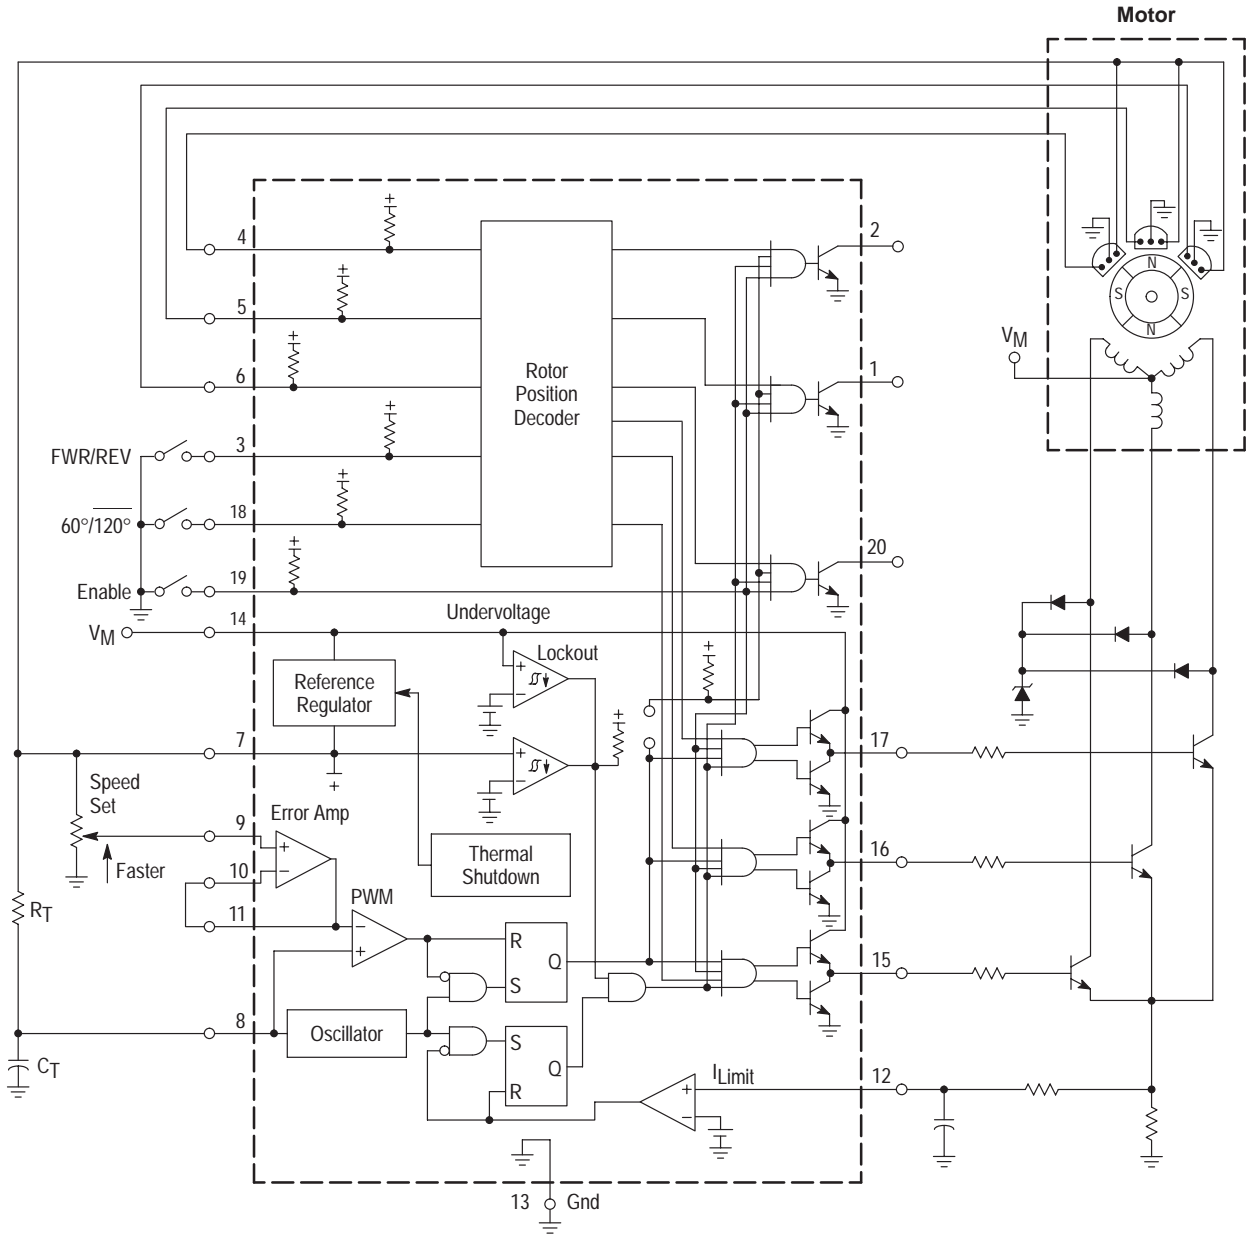 Motor
2
4
5
VM
1
6
Rotor
Position
Decoder
3
FWR/REV
18
60°/120°
20
19
Enable
Undervoltage
14
VM
Lockout
Reference
Regulator
7
17
Speed
Set
Error Amp
9
Thermal
Shutdown
16
Faster
10
PWM
RT
11
R
Q
S
15
8
Oscillator
S
Q
R
CT
ILimit
12
13
Gnd
N
S
S
N
+
−